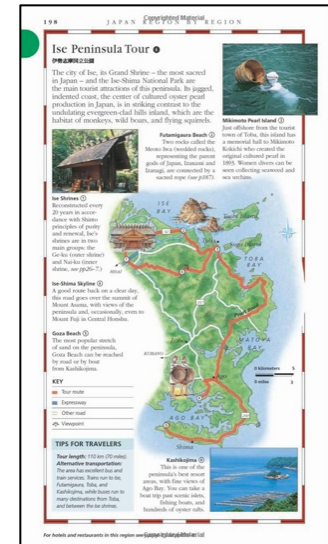 Copyrighted Material
198
JAPAN REGION BY REGION
Ise Peninsula Tour 4
伊勢志摩国立公園
The city of Ise, its Grand Shrine – the most sacred
in Japan – and the Ise-Shima National Park are
the main tourist attractions of this peninsula. Its jagged,
indented coast, the center of cultured oyster pearl
production in Japan, is in striking contrast to the
undulating evergreen-clad hills inland, which are the
habitat of monkeys, wild boars, and flying squirrels.
Futamigaura Beach 2
Two rocks called the
Meoto Iwa (wedded rocks),
representing the parent
gods of Japan, Izanami and
Izanagi, are connected by a
sacred rope
Mikimoto Pearl Island 3
Just offshore from the tourist
town of Toba, this island has
a memorial hall to Mikimoto
Kokichi who created the
original cultured pearl in
1893. Women divers can be
seen collecting seaweed and
sea urchins.
Ise Shrines 1
Reconstructed every
20 years in accor-
dance with Shinto
principles of purity
and renewal, Ise's
shrines are in two
main groups: the
Ge-ku (outer shrine)
and Nai-ku (inner
shrine, see pp26–7.)
Ise-Shima Skyline
A good route back on a clear day,
this road goes over the summit of
Mount Asama, with views of the
peninsula and, occasionally, even to
Mount Fuji in Central Honshu.
Goza Beach
The most popular stretch
of sand on the peninsula,
Goza Beach can be reached
by road or by boat
from Kashikojima.
ISE
BAY
TOBA
BAY
MATOYA
BAY
AGO BAY
Shima
0 kilometers 5
0 miles 3
KEY
Tour route
Expressway
Other road
Viewpoint
TIPS FOR TRAVELERS
Tour length: 110 km (70 miles).
Alternative transportation:
The area has excellent bus and
train services. Trains run to Ise,
Futamigaura, Toba, and
Kashikojima, while buses run to
many destinations from Toba,
and between the Ise shrines.
Kashikojima
This is one of the
peninsula's best resort
areas, with fine views of
Ago Bay. You can take a
boat trip past scenic inlets,
fishing boats, and
hundreds of oyster rafts.
For hotels and restaurants in this region see
Copyrighted Material